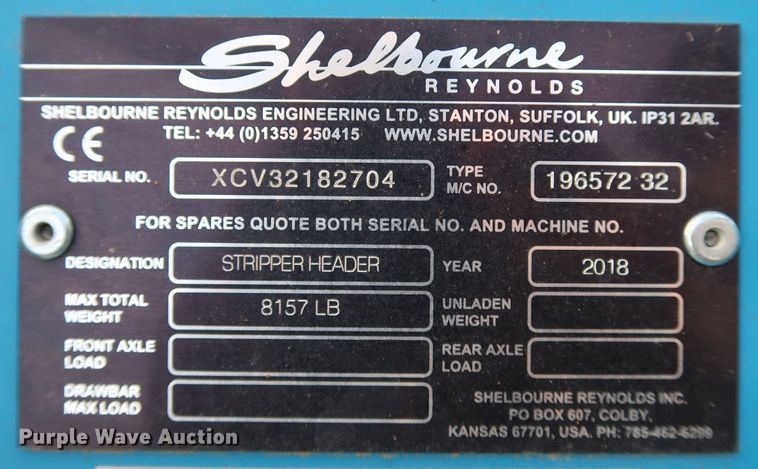 Shelbourne
REYNOLDS
SHELBOURNE REYNOLDS ENGINEERING LTD, STANTON, SUFFOLK, UK. IP31 2AR.
TEL: +44 (0)1359 250415 WWW.SHELBOURNE.COM
CE
SERIAL NO. XCV32182704 TYPE M/C NO. 196572 32
FOR SPARES QUOTE BOTH SERIAL NO. AND MACHINE NO.
DESIGNATION STRIPPER HEADER YEAR 2018
MAX TOTAL WEIGHT 8157 LB UNLADEN WEIGHT
FRONT AXLE LOAD REAR AXLE LOAD
DRAWBAR MAX LOAD
SHELBOURNE REYNOLDS INC.
PO BOX 607, COLBY,
KANSAS 67701, USA. PH: 785-462-6299
Purple Wave Auction